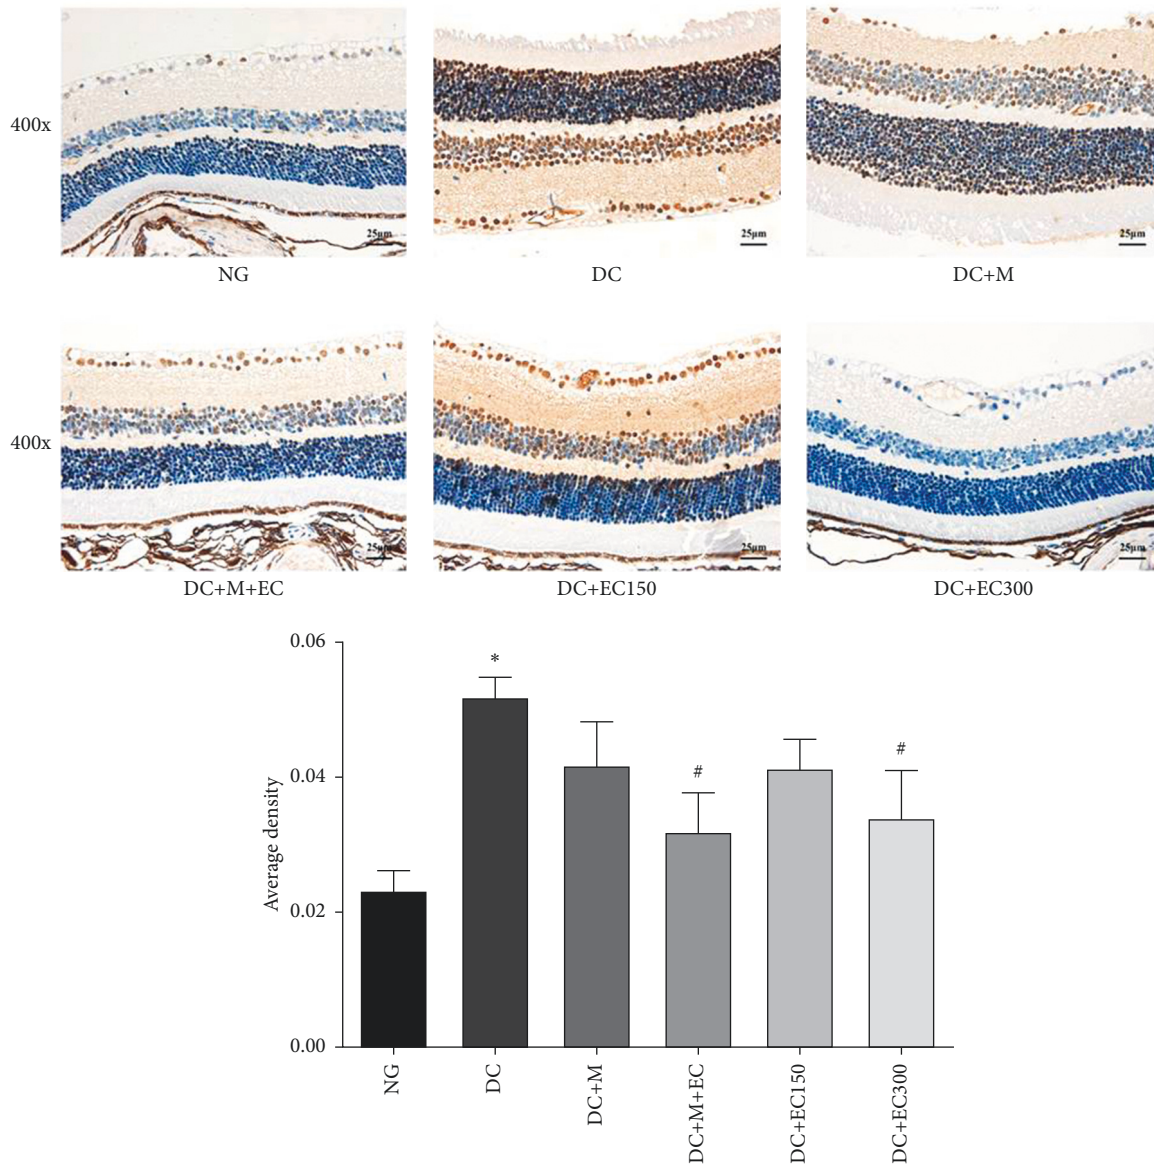 400x
25μm
25μm
25μm
NG
DC
DC+M
400x
25μm
25μm
25μm
DC+M+EC
DC+EC150
DC+EC300
0.06
0.04
0.02
0.00
Average density
*
#
#
NG
DC
DC+M
DC+M+EC
DC+EC150
DC+EC300